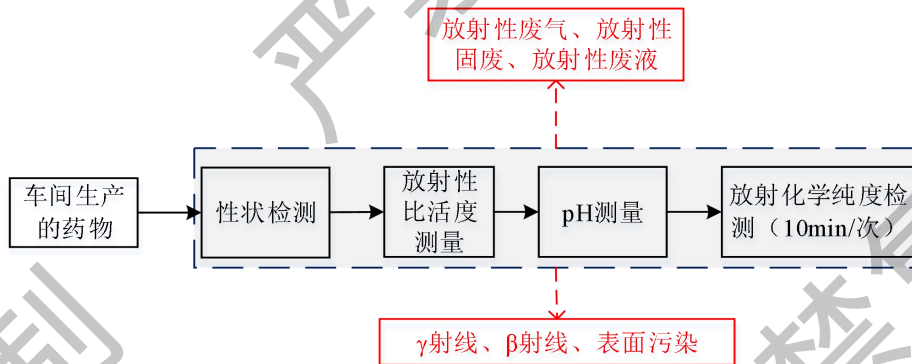 放射性废气、放射性
固废、放射性废液
车间生产
的药物
性状检测
放射性
比活度
测量
pH测量
放射化学纯度检
测（10min/次）
γ射线、β射线、表面污染
严
制
禁